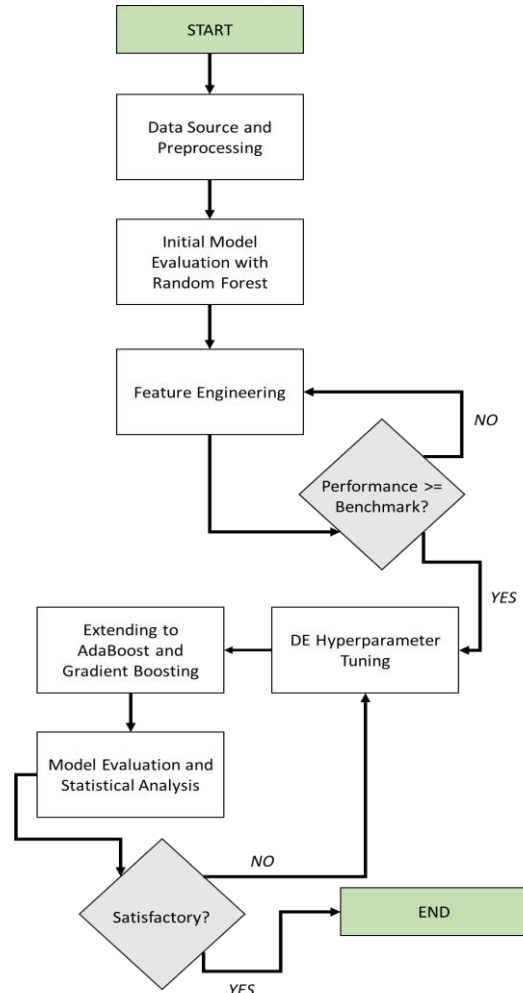 START
Data Source and
Preprocessing
Initial Model
Evaluation with
Random Forest
Feature Engineering
NO
Performance >=
Benchmark?
YES
Extending to
AdaBoost and
Gradient Boosting
DE Hyperparameter
Tuning
Model Evaluation and
Statistical Analysis
NO
Satisfactory?
END
YES